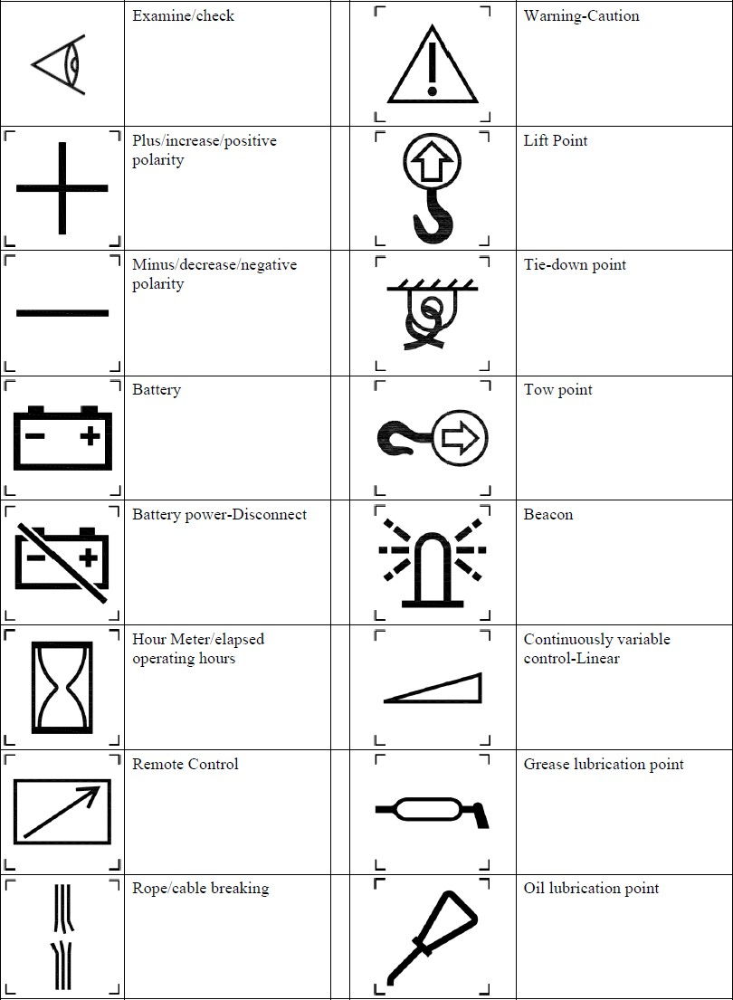 Examine/check
Warning-Caution
Plus/increase/positive
polarity
Lift Point
Minus/decrease/negative
polarity
Tie-down point
Battery
Tow point
Battery power-Disconnect
Beacon
Hour Meter/elapsed
operating hours
Continuously variable
control-Linear
Remote Control
Grease lubrication point
Rope/cable breaking
Oil lubrication point